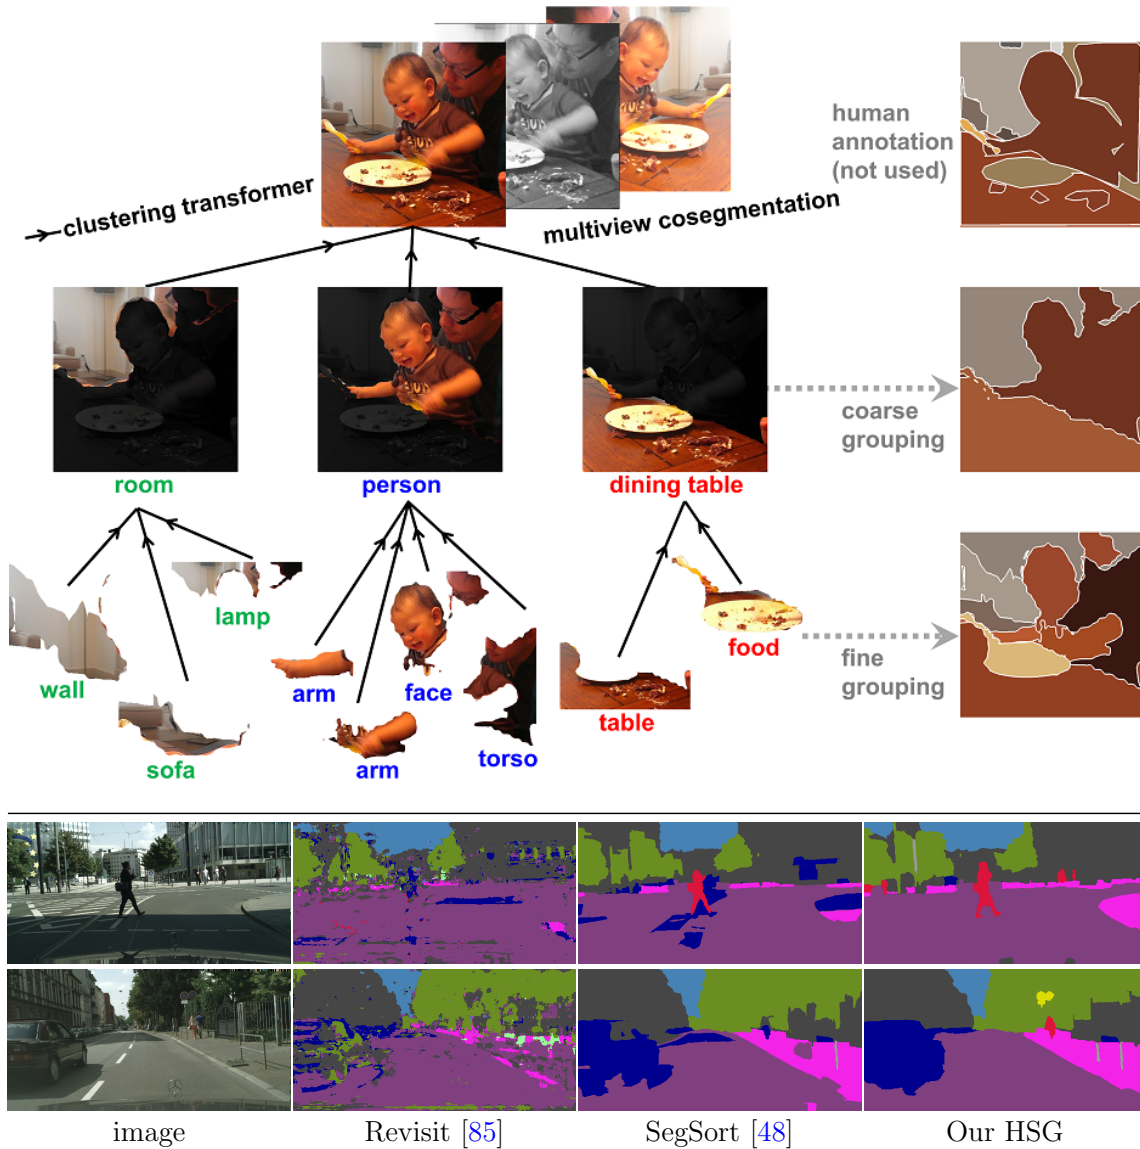 human
annotation
(not used)
clustering transformer
multiview cosegmentation
coarse
grouping
room
person
dining table
lamp
wall
sofa
arm
face
arm
torso
food
table
fine
grouping
image
Revisit [85]
SegSort [48]
Our HSG